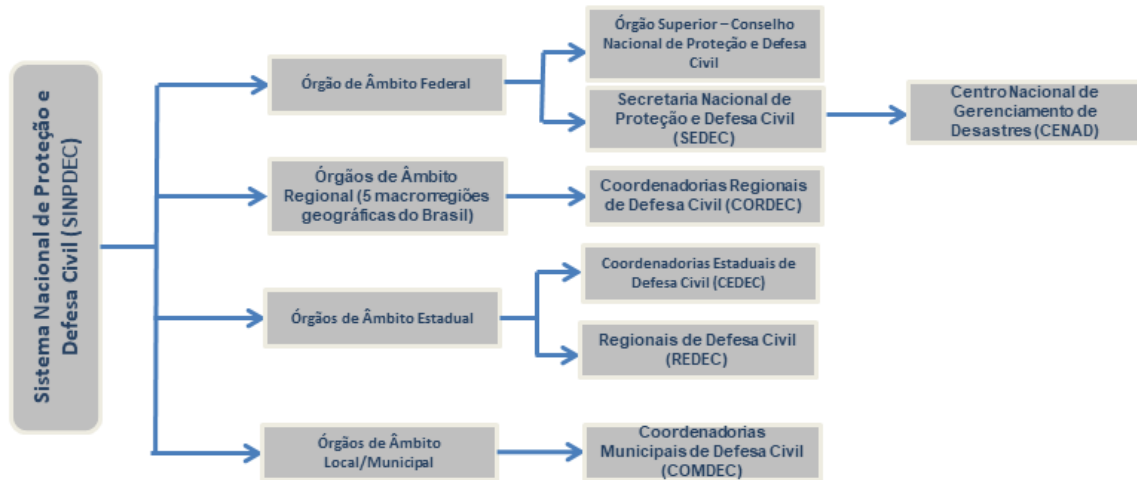 Sistema Nacional de Proteção e
Defesa Civil (SINPDEC)
Órgão de Âmbito Federal
Órgão Superior – Conselho
Nacional de Proteção e Defesa
Civil
Secretaria Nacional de
Proteção e Defesa Civil
(SEDEC)
Centro Nacional de
Gerenciamento de
Desastres (CENAD)
Órgãos de Âmbito
Regional (5 macrorregiões
geográficas do Brasil)
Coordenadorias Regionais
de Defesa Civil (CORDEC)
Órgãos de Âmbito Estadual
Coordenadorias Estaduais de
Defesa Civil (CEDEC)
Regionais de Defesa Civil
(REDEC)
Órgãos de Âmbito
Local/Municipal
Coordenadorias
Municipais de Defesa Civil
(COMDEC)